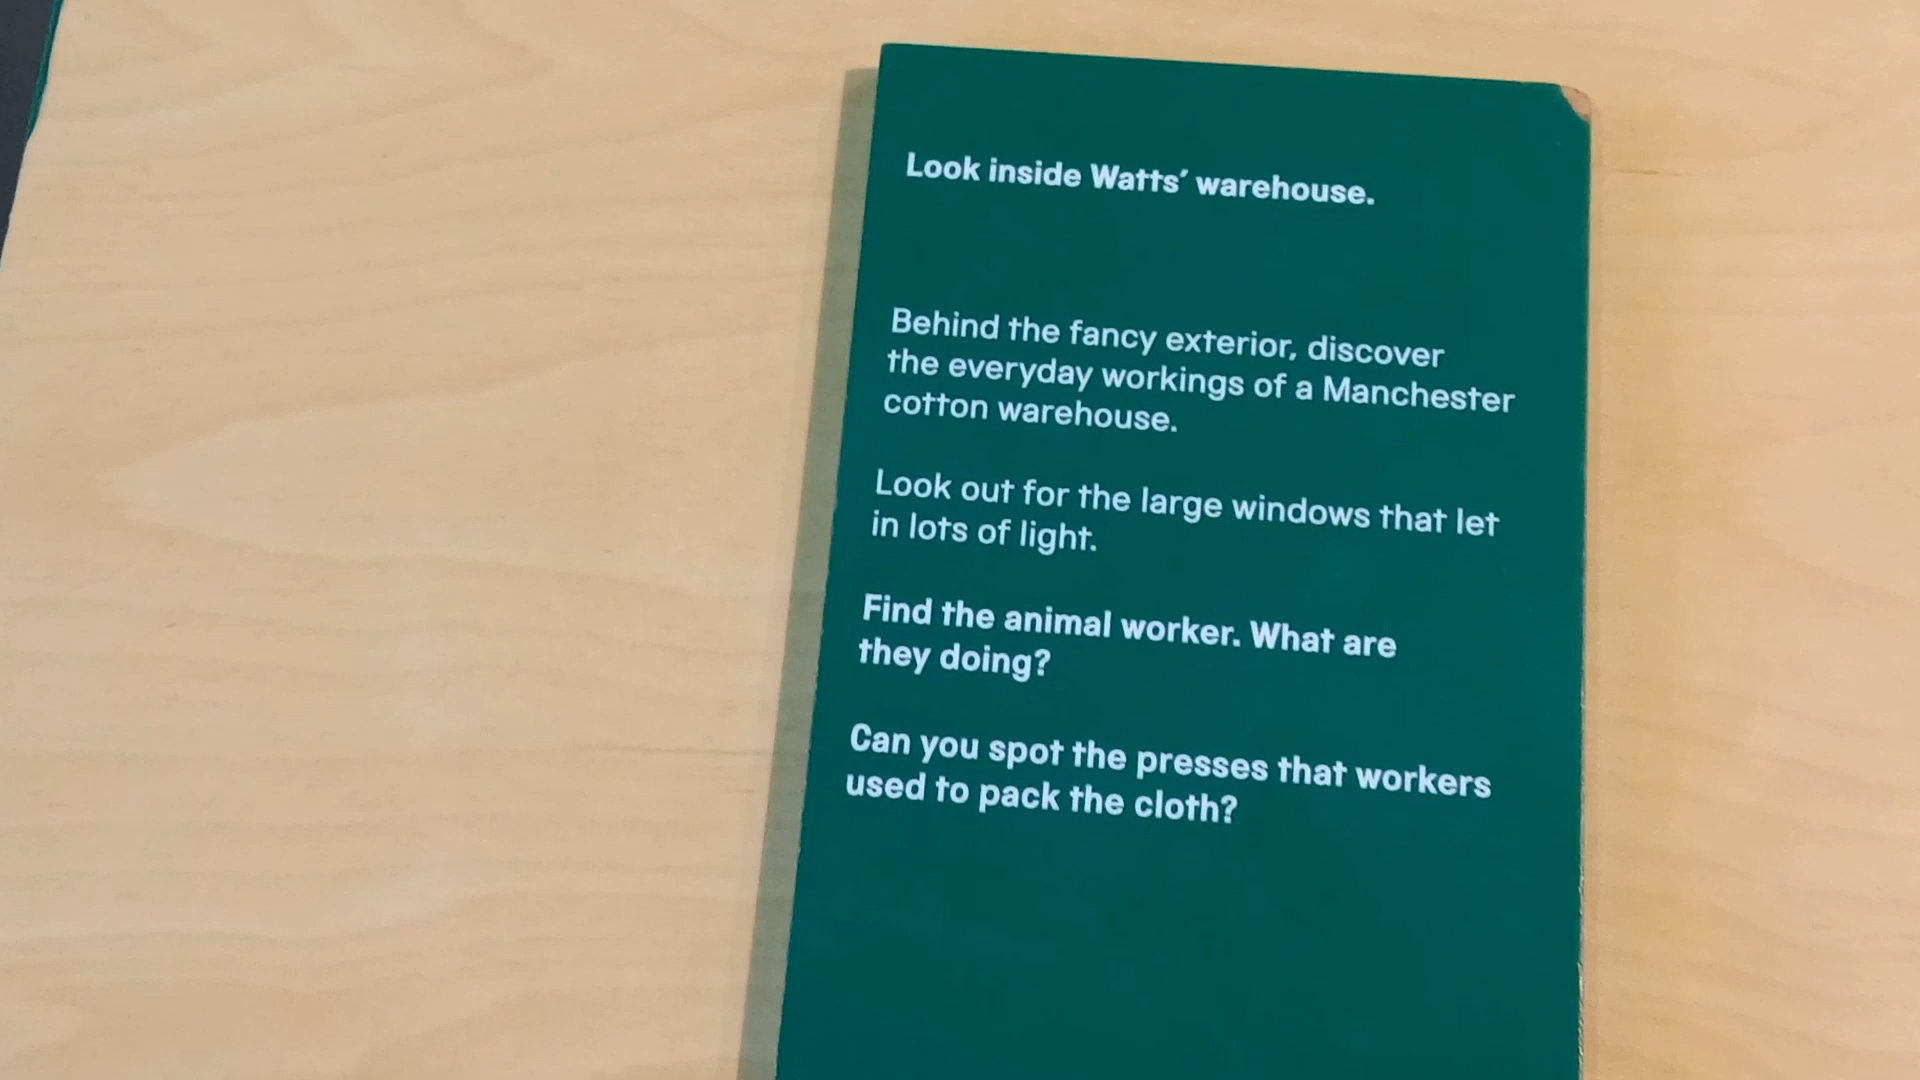 Look inside Watts’ warehouse.
Behind the fancy exterior, discover
the everyday workings of a Manchester
cotton warehouse.
Look out for the large windows that let
in lots of light.
Find the animal worker. What are
they doing?
Can you spot the presses that workers
used to pack the cloth?